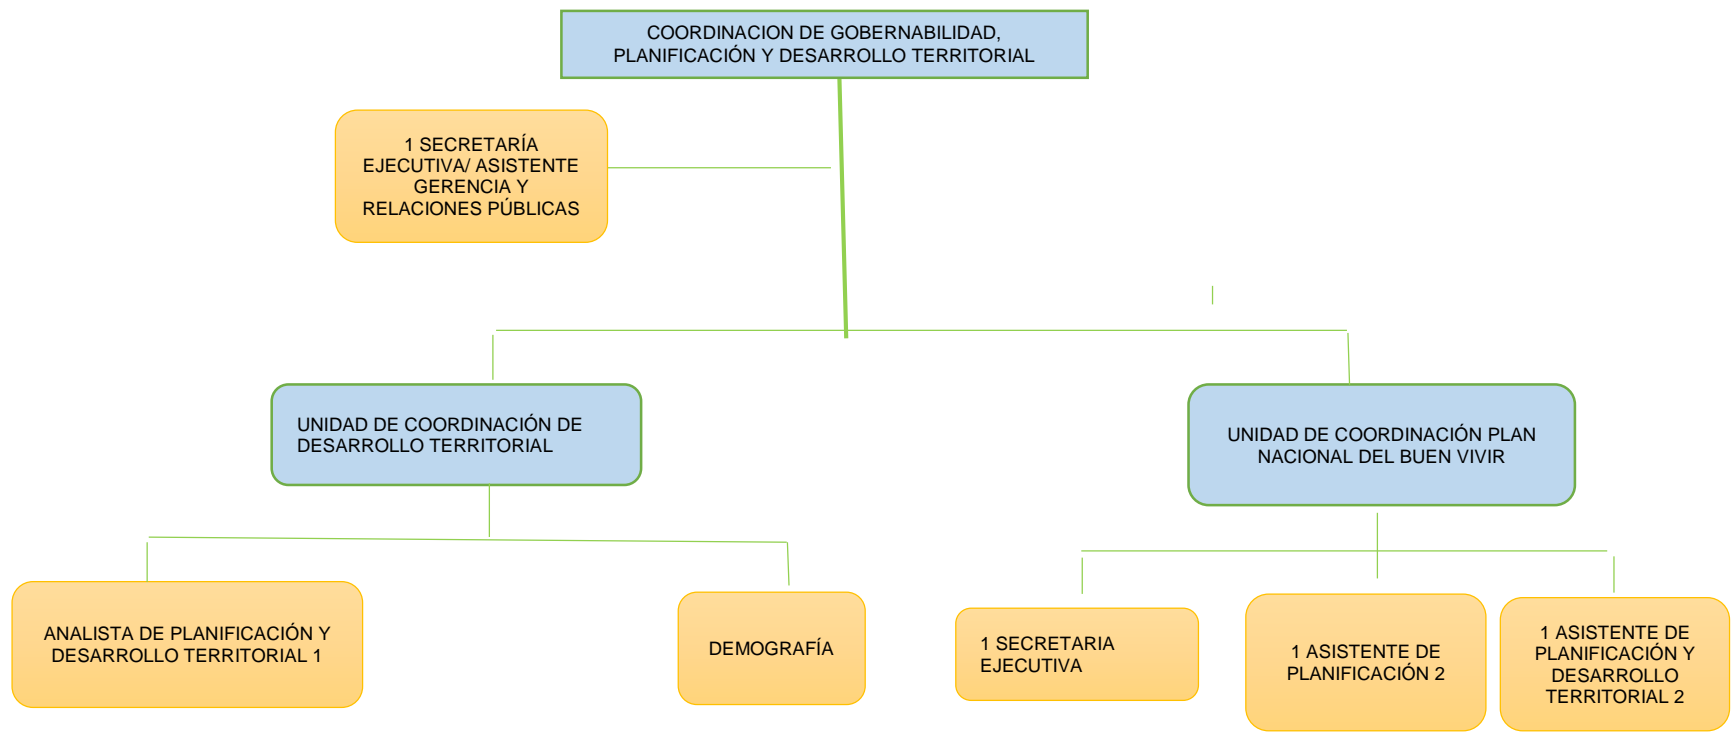 COORDINACION DE GOBERNABILIDAD,
PLANIFICACIÓN Y DESARROLLO TERRITORIAL
1 SECRETARÍA
EJECUTIVA/ ASISTENTE
GERENCIA Y
RELACIONES PÚBLICAS
UNIDAD DE COORDINACIÓN DE
DESARROLLO TERRITORIAL
UNIDAD DE COORDINACIÓN PLAN
NACIONAL DEL BUEN VIVIR
ANALISTA DE PLANIFICACIÓN Y
DESARROLLO TERRITORIAL 1
DEMOGRAFÍA
1 SECRETARIA
EJECUTIVA
1 ASISTENTE DE
PLANIFICACIÓN 2
1 ASISTENTE DE
PLANIFICACIÓN Y
DESARROLLO
TERRITORIAL 2